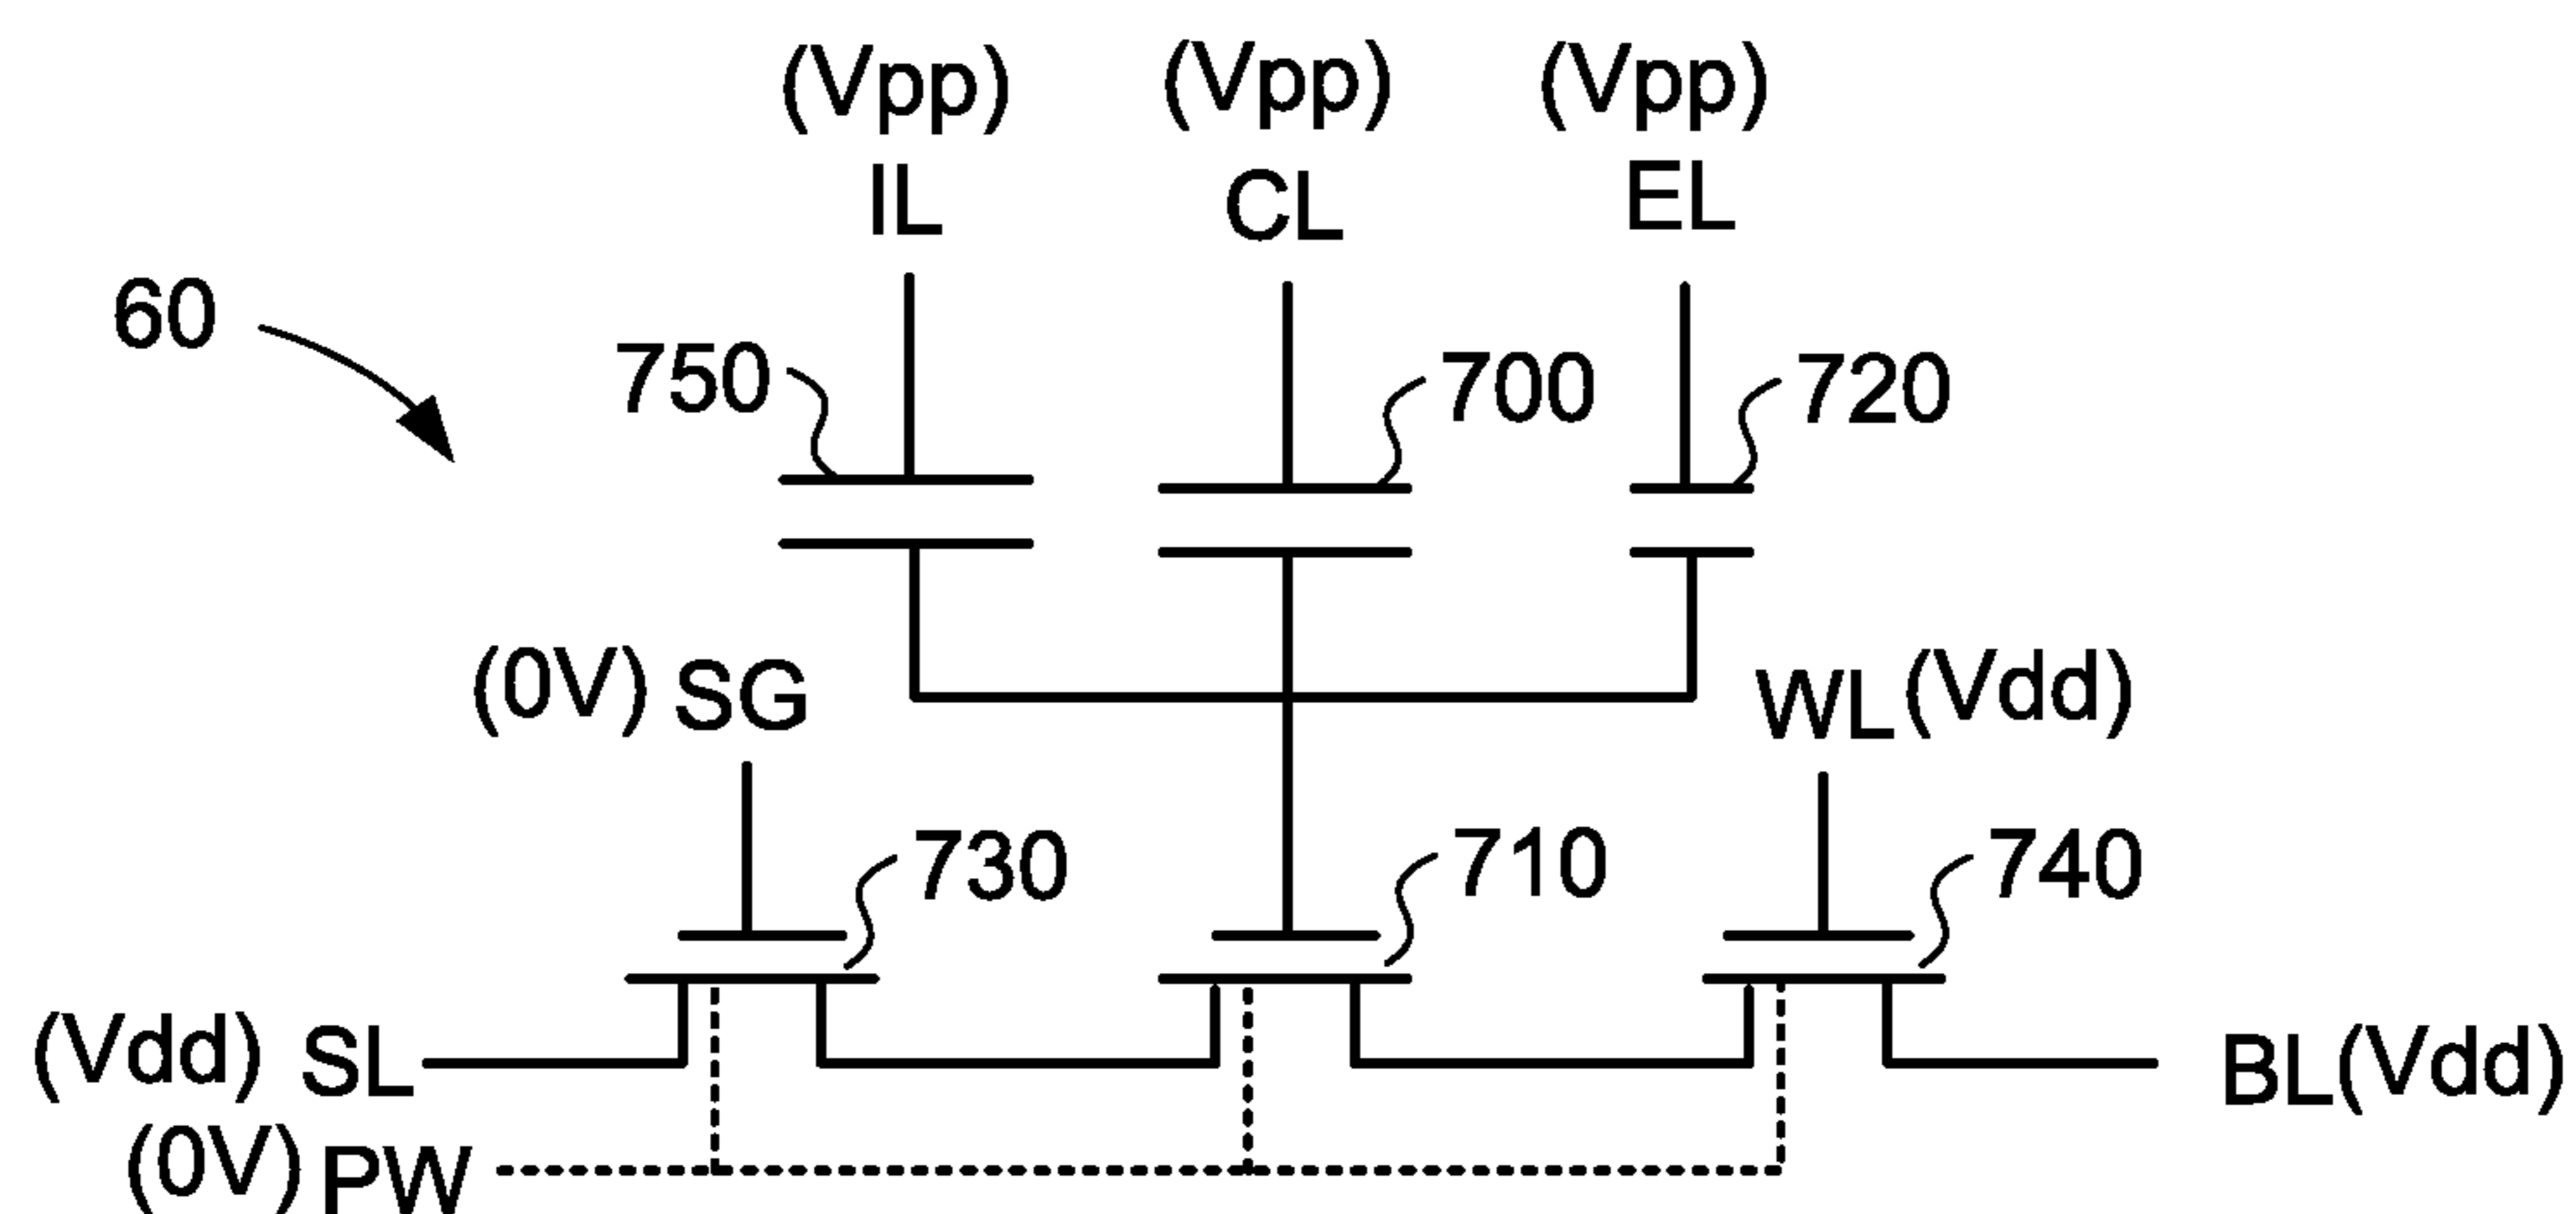 (Vpp) (Vpp) (Vpp)
IL CL EL
60
750 700 720
(0V) SG WL (Vdd)
730 710 740
(Vdd) SL BL (Vdd)
(0V) PW